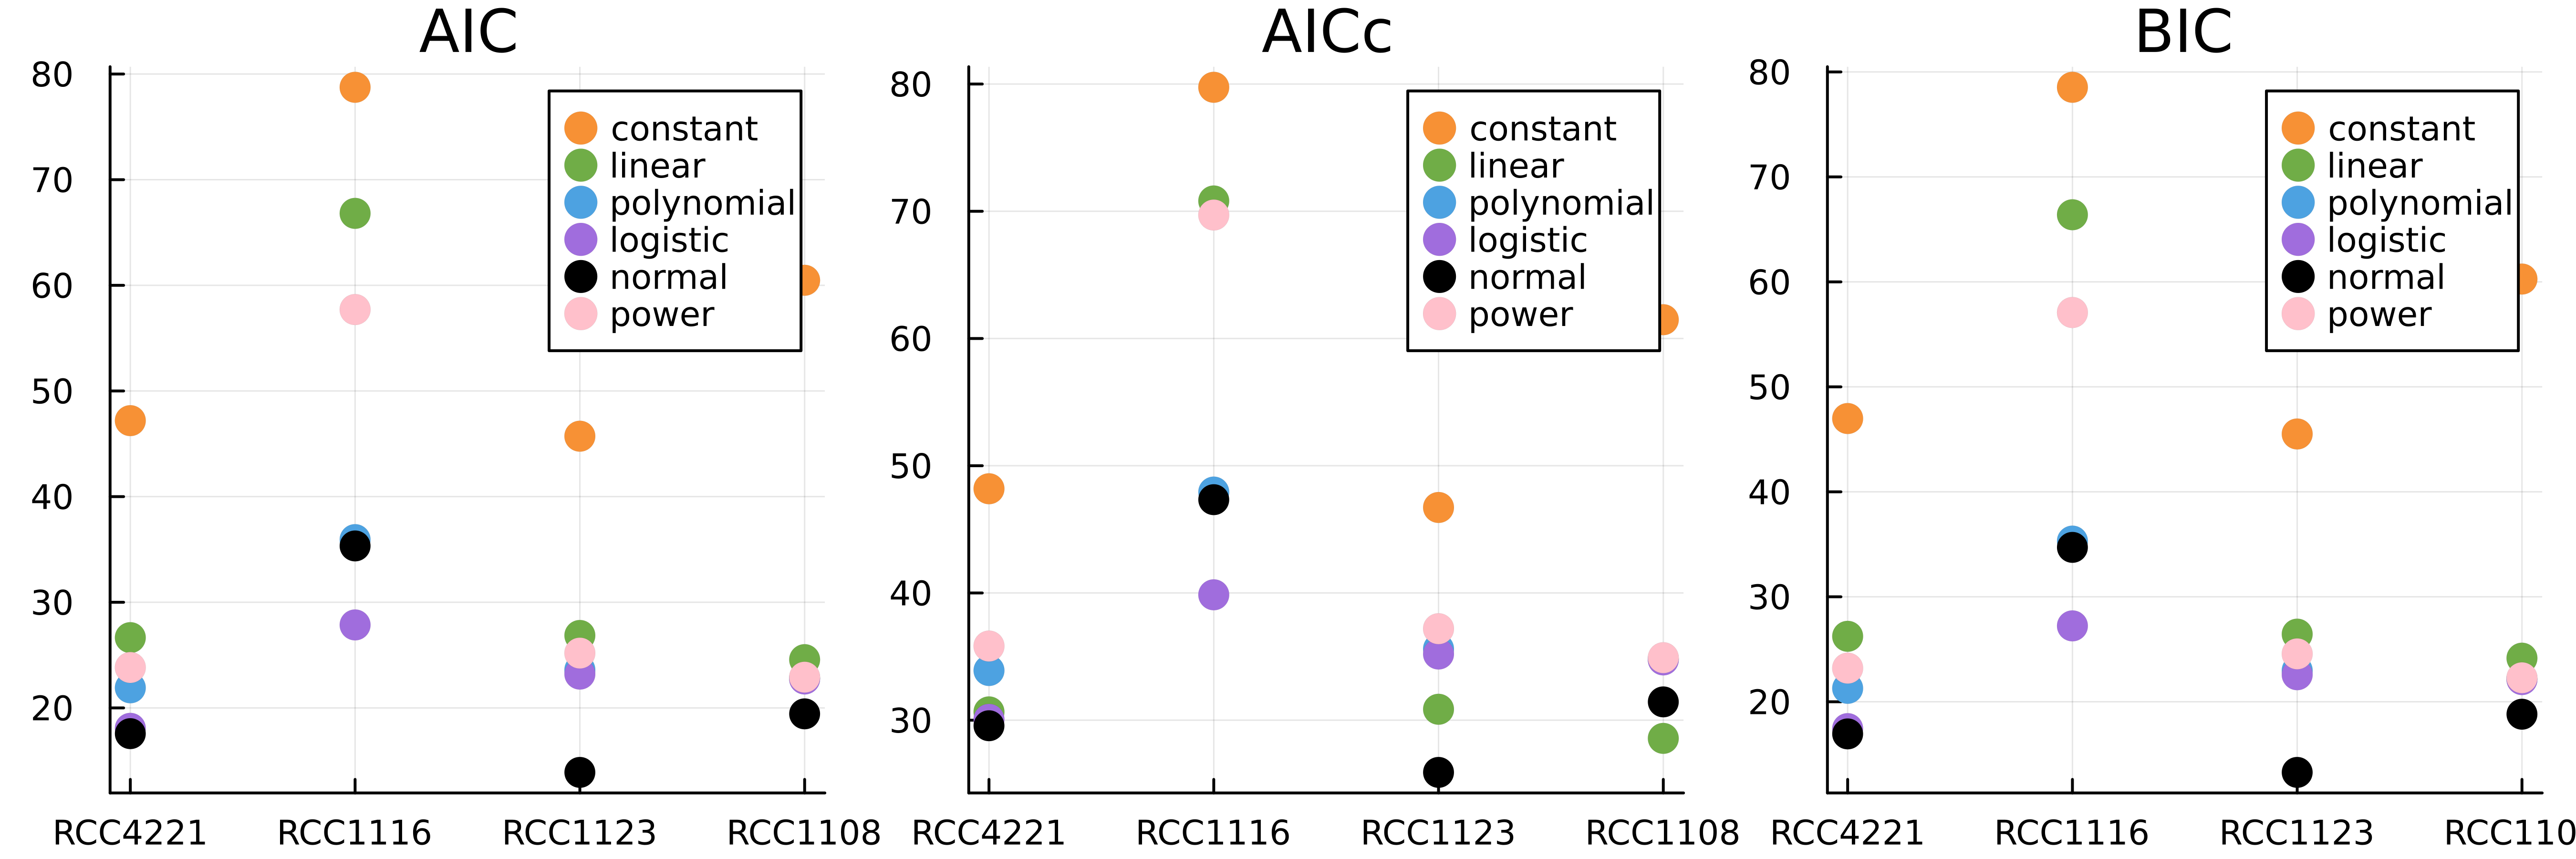 AIC
80
70
60
50
40
30
20
constant
linear
polynomial
logistic
normal
power
RCC4221 RCC1116 RCC1123 RCC1108
AICc
80
70
60
50
40
30
constant
linear
polynomial
logistic
normal
power
RCC4221 RCC1116 RCC1123 RCC1108
BIC
80
70
60
50
40
30
20
constant
linear
polynomial
logistic
normal
power
RCC4221 RCC1116 RCC1123 RCC110